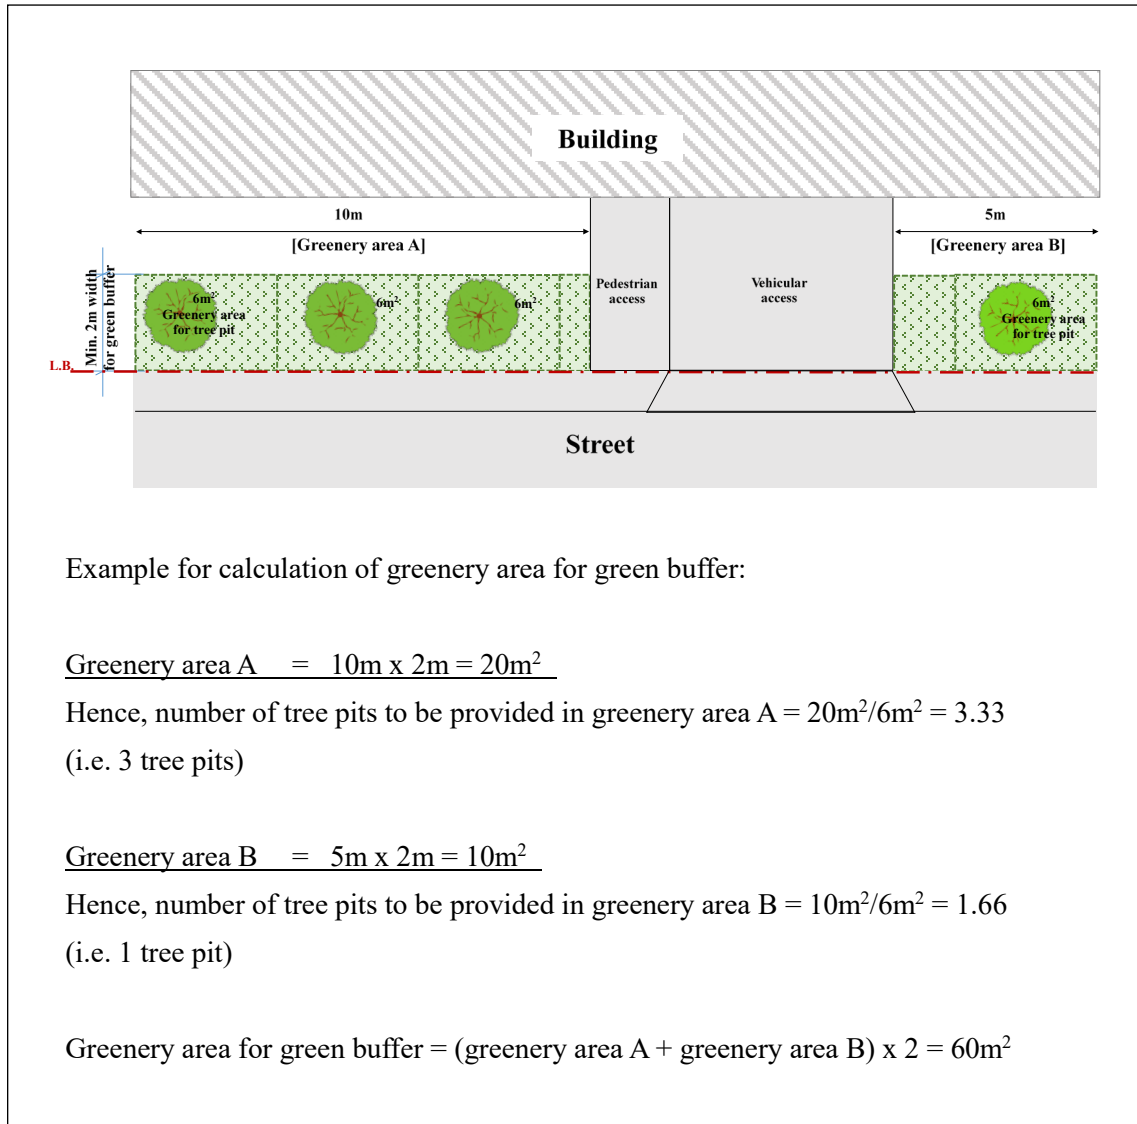 Building
10m
5m
[Greenery area A]
[Greenery area B]
Min. 2m width
for green buffer
6m²
Greenery area
for tree pit
6m²
6m²
Pedestrian
access
Vehicular
access
6m²
Greenery area
for tree pit
L.B.
Street
Example for calculation of greenery area for green buffer:
Greenery area A = 10m x 2m = 20m²
Hence, number of tree pits to be provided in greenery area A = 20m²/6m² = 3.33
(i.e. 3 tree pits)
Greenery area B = 5m x 2m = 10m²
Hence, number of tree pits to be provided in greenery area B = 10m²/6m² = 1.66
(i.e. 1 tree pit)
Greenery area for green buffer = (greenery area A + greenery area B) x 2 = 60m²